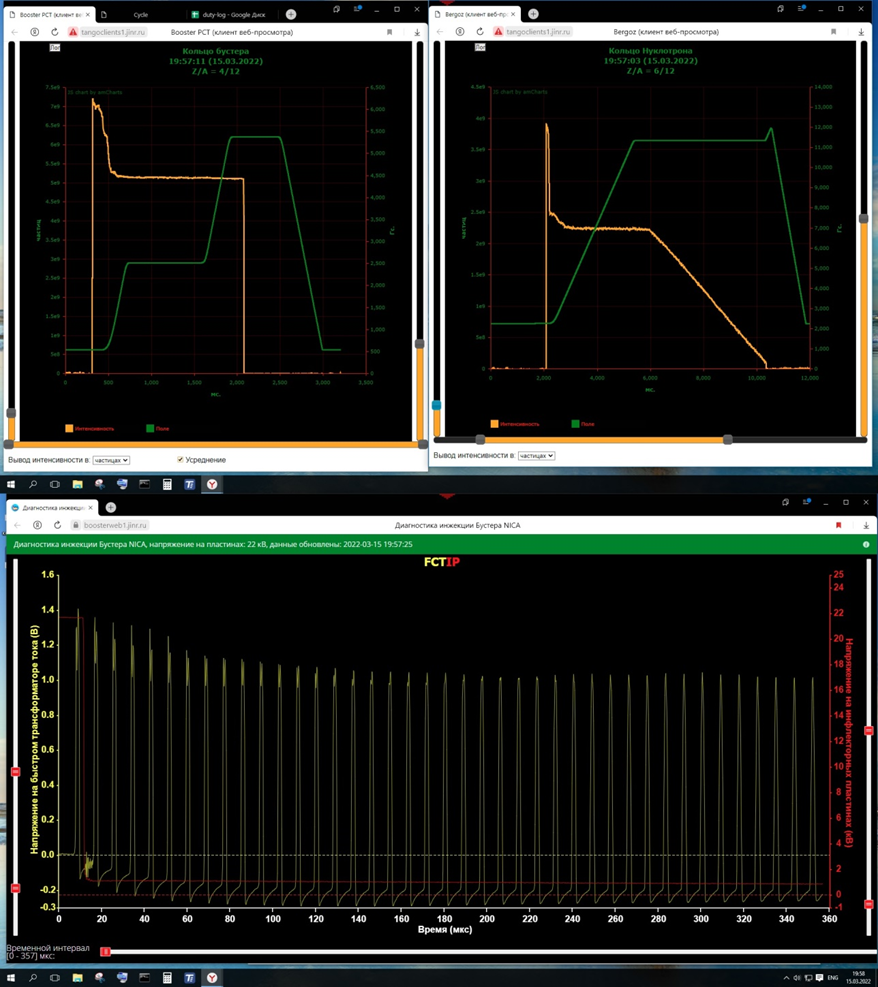 Booster PCT (клиент ве
Cycle
duty-log - Google Диск
tangoclients1.jinr.ru
Booster PCT (клиент веб-просмотра)
Лог
Кольцо бустера
19:57:11 (15.03.2022)
Z/A = 4/12
JS chart by amCharts
7.5e9
7e9
6.5e9
6e9
5.5e9
5e9
4.5e9
4e9
3.5e9
3e9
2.5e9
2e9
1.5e9
1e9
5e8
0
частиц
6,500
6,000
5,500
5,000
4,500
4,000
3,500
3,000
2,500
2,000
1,500
1,000
500
0
Гс.
0
500
1,000
1,500
2,000
2,500
3,000
3,500
мс.
Интенсивность
Поле
Вывод интенсивности в: частицах
Усреднение
Bergoz (клиент веб-про
tangoclients1.jinr.ru
Bergoz (клиент веб-просмотра)
Лог
Кольцо Нуклотрона
19:57:03 (15.03.2022)
Z/A = 6/12
JS chart by amCharts
4.5e9
4e9
3.5e9
3e9
2.5e9
2e9
1.5e9
1e9
5e8
0
частиц
14,000
13,000
12,000
11,000
10,000
9,000
8,000
7,000
6,000
5,000
4,000
3,000
2,000
1,000
0
Гс.
0
2,000
4,000
6,000
8,000
10,000
12,000
мс.
Интенсивность
Поле
Вывод интенсивности в: частицах
Диагностика инжекци
boosterweb1.jinr.ru
Диагностика инжекции Бустера NICA
Диагностика инжекции Бустера NICA, напряжение на пластинах: 22 кВ, данные обновлены: 2022-03-15 19:57:25
FCTIP
1.6
1.4
1.2
1.0
0.8
0.6
0.4
0.2
0.0
-0.2
-0.3
Напряжение на быстром трансформаторе тока (В)
25
24
22
20
18
16
14
12
10
8
6
4
2
0
-1
Напряжение на инфлекторных пластинах (кВ)
0
20
40
60
80
100
120
140
160
180
200
220
240
260
280
300
320
340
360
Время (мкс)
Временной интервал
[0 - 357] мкс:
ENG
19:58
15.03.2022